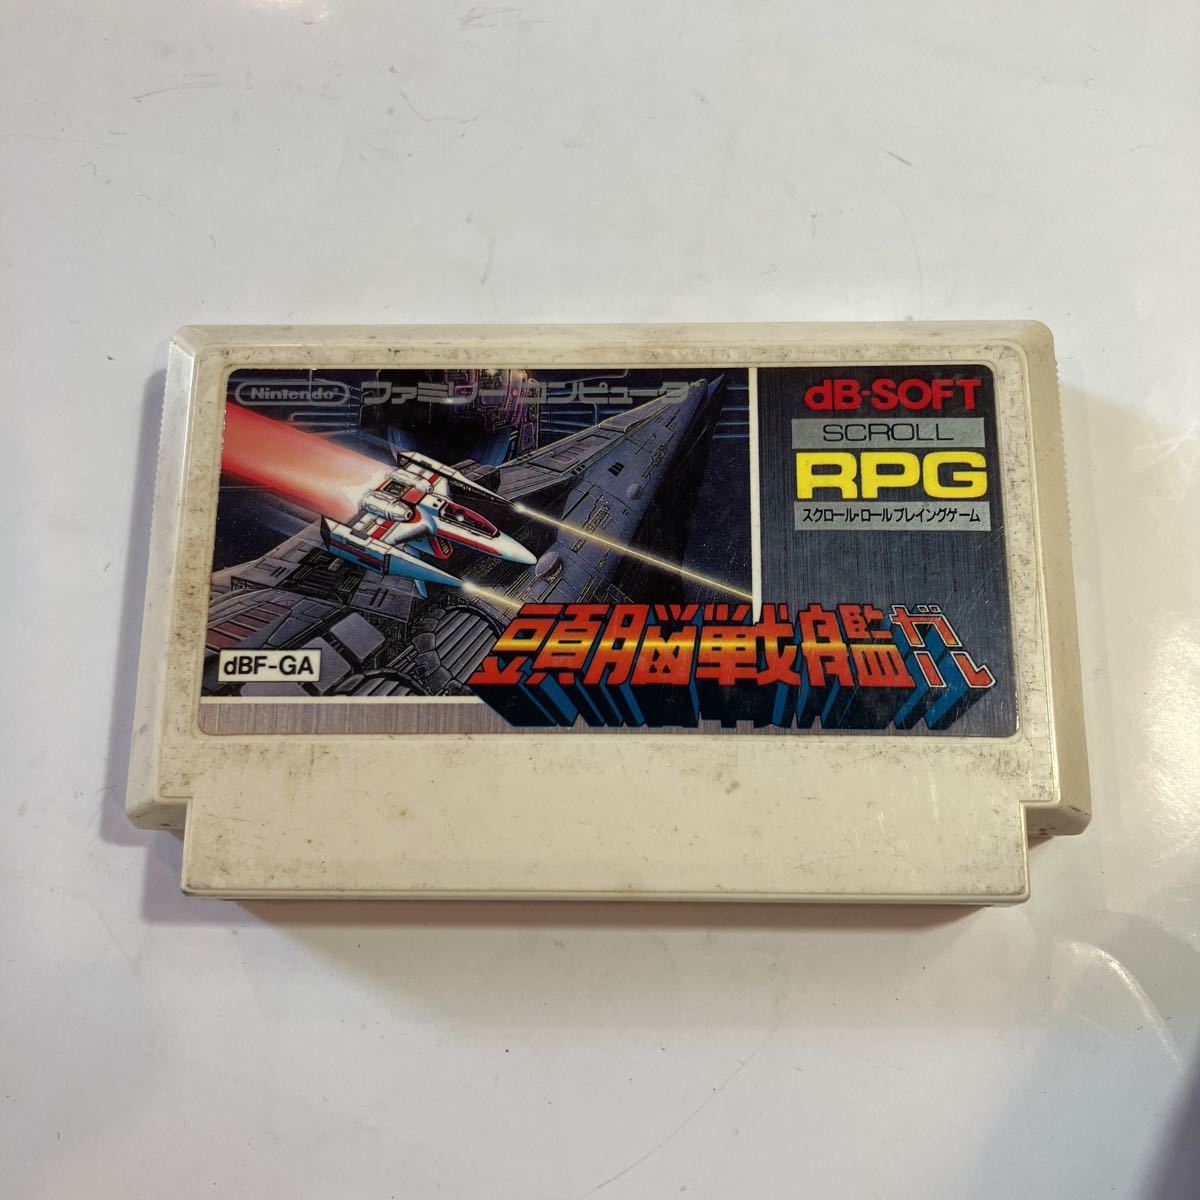 Nintendo®
ファミリーコンピュータ
dB-SOFT
SCROLL
RPG
スクロール・ロールプレイングゲーム
頭脳戦艦ガル
dBF-GA